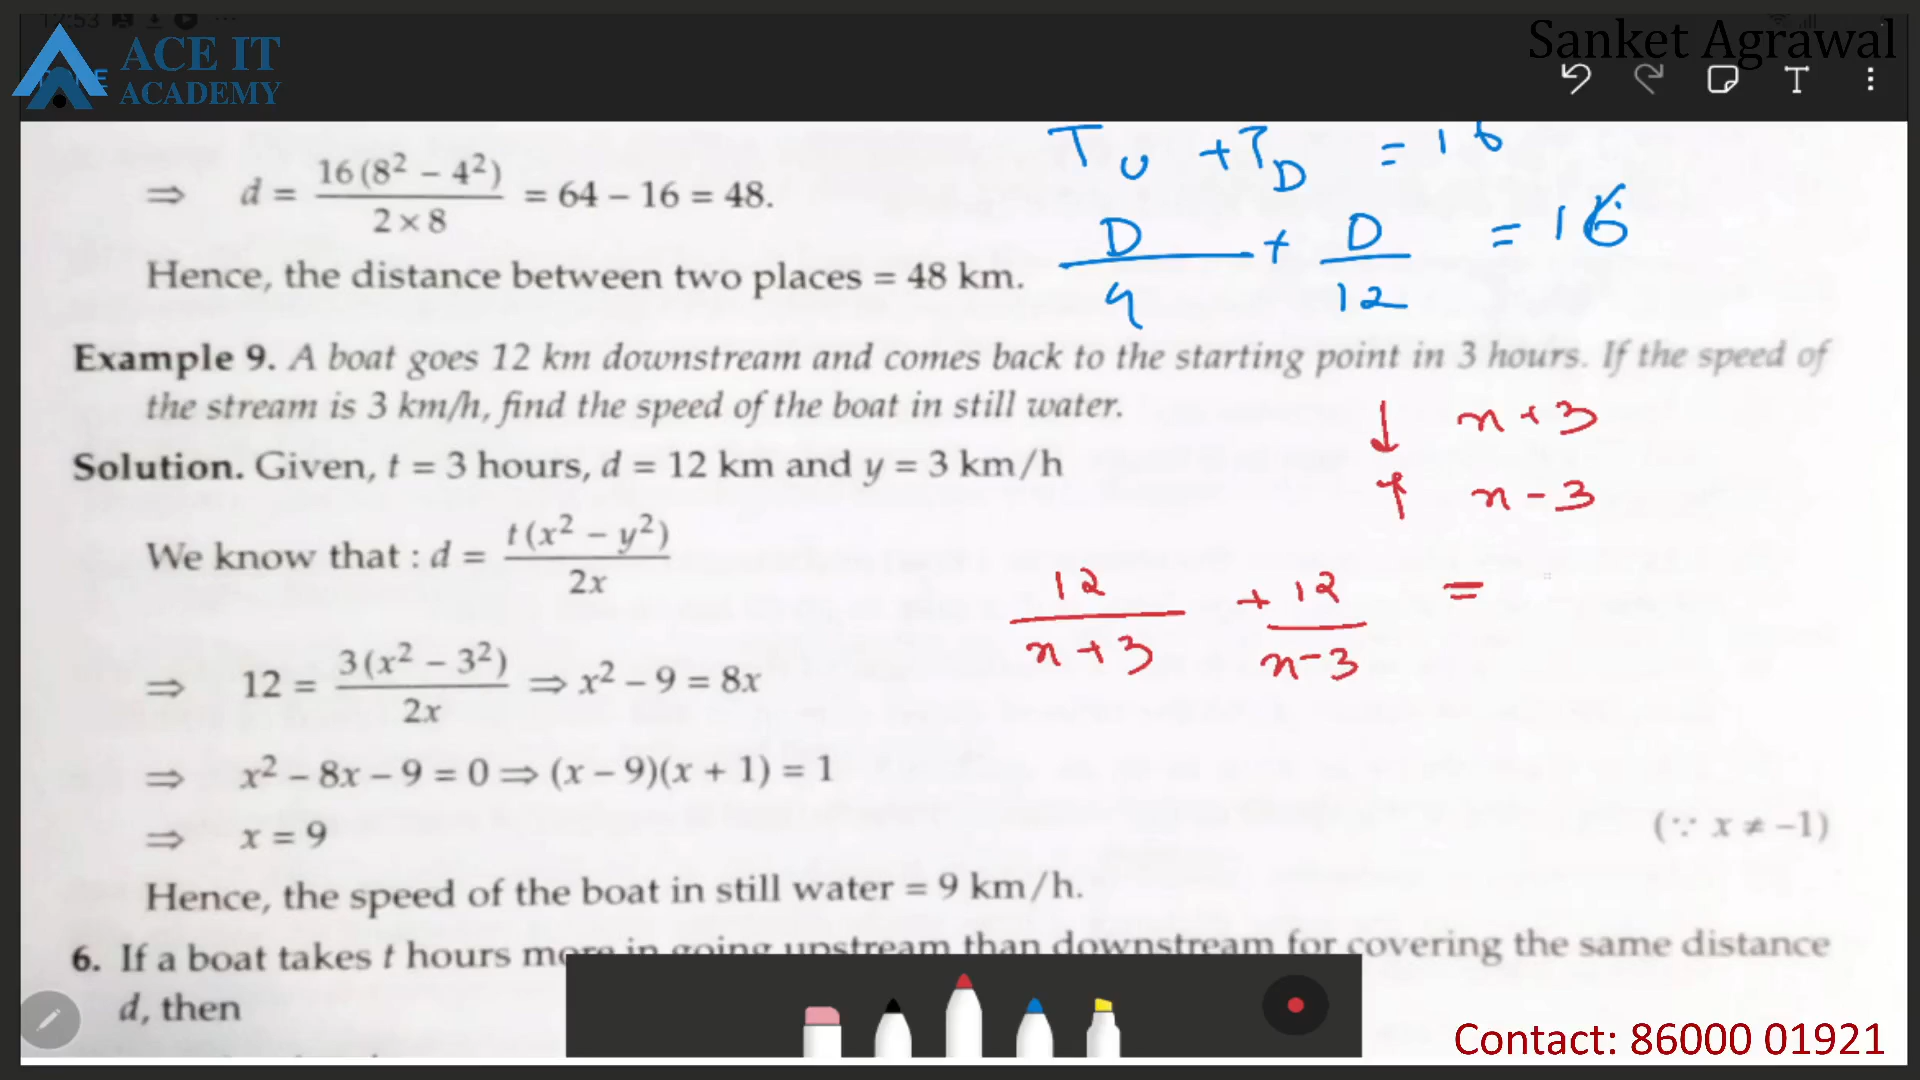 12:53
ACE IT
ACADEMY
Sanket Agrawal
T
⇒ d = 16(8² – 4²) / 2 × 8 = 64 – 16 = 48.
T_U + T_D = 16
D/4 + D/12 = 16
Hence, the distance between two places = 48 km.
Example 9. A boat goes 12 km downstream and comes back to the starting point in 3 hours. If the speed of
the stream is 3 km/h, find the speed of the boat in still water.
↓ x + 3
Solution. Given, t = 3 hours, d = 12 km and y = 3 km/h
↑ x - 3
We know that : d = t(x² – y²) / 2x
12/(x+3) + 12/(x-3) =
⇒ 12 = 3(x² – 3²) / 2x ⇒ x² – 9 = 8x
⇒ x² – 8x – 9 = 0 ⇒ (x – 9)(x + 1) = 1
⇒ x = 9 (∵ x ≠ –1)
Hence, the speed of the boat in still water = 9 km/h.
6. If a boat takes t hours more in going upstream than downstream for covering the same distance
d, then
Contact: 86000 01921